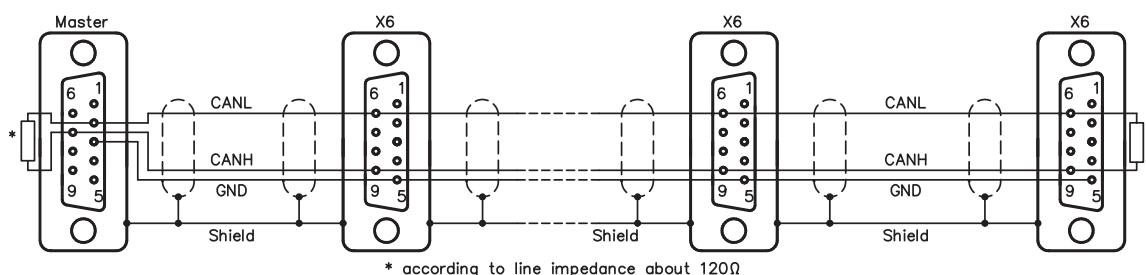 Master X6 X6 X6
6 1 6 1 6 1 6 1
CANL CANL
*
CANH CANH
9 5 GND 9 5 9 5 GND 9 5
Shield Shield Shield
* according to line impedance about 120Ω